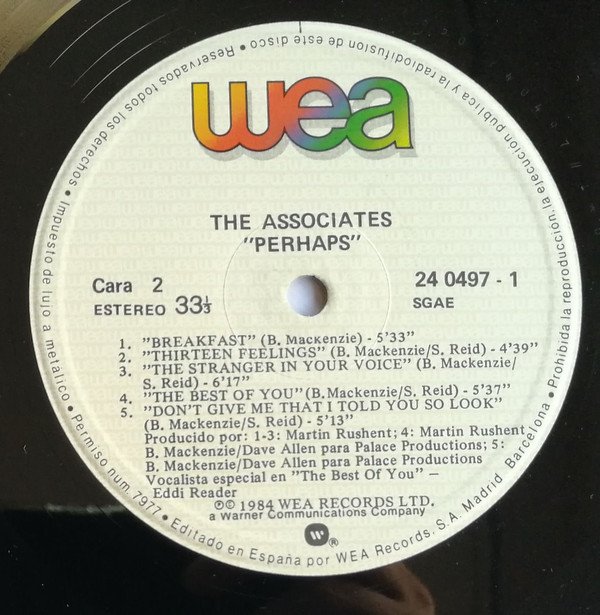 wea
THE ASSOCIATES
"PERHAPS"
Cara 2
ESTEREO 33⅓
24 0497 - 1
SGAE
1. "BREAKFAST" (B. Mackenzie) - 5'33"
2. "THIRTEEN FEELINGS" (B. Mackenzie/S. Reid) - 4'39"
3. "THE STRANGER IN YOUR VOICE" (B. Mackenzie/
S. Reid) - 6'17"
4. "THE BEST OF YOU" (B. Mackenzie/S. Reid) - 5'37"
5. "DON'T GIVE ME THAT I TOLD YOU SO LOOK"
(B. Mackenzie/S. Reid) - 5'13"
Producido por: 1-3: Martin Rushent; 4: Martin Rushent,
B. Mackenzie/Dave Allen para Palace Productions; 5:
B. Mackenzie/Dave Allen para Palace Productions
Vocalista especial en "The Best Of You" —
Eddi Reader
Ⓟ© 1984 WEA RECORDS LTD.
a Warner Communications Company
®
Reservados todos los derechos • Impuesto de lujo a metalico • Permiso num. 7977 • Editado en España por WEA Records, S.A. Madrid Barcelona • Prohibida la reproduccion, la ejecucion publica y la radiodifusion de este disco •